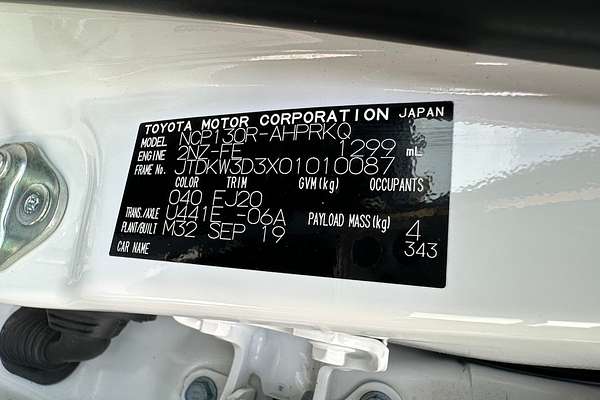 TOYOTA MOTOR CORPORATION JAPAN
MODEL NCP130R-AHPRKQ
ENGINE 2NZ-FE 1299 mL
FRAME No. JTDKW3D3X01010087
COLOR TRIM GVM(kg) OCCUPANTS
040 EJ20
TRANS./AXLE U441E -06A PAYLOAD MASS(kg) 4
PLANT/BUILT M32 SEP 19 343
CAR NAME